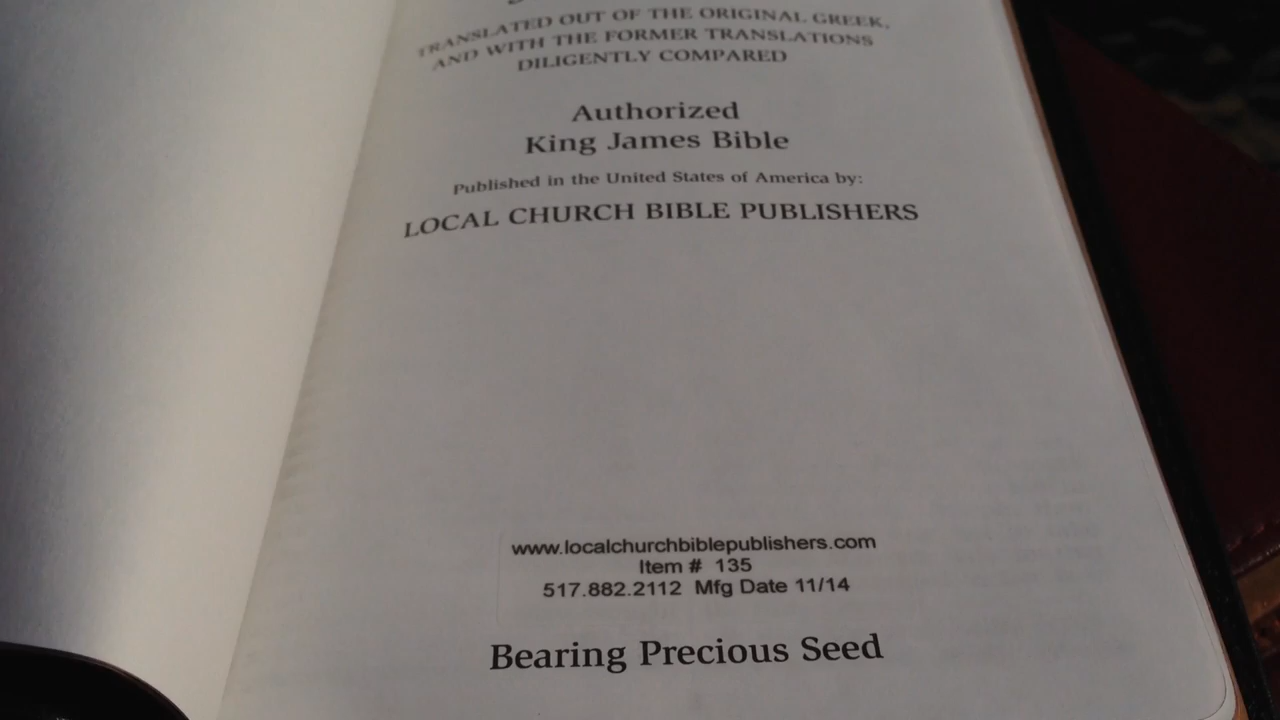 TRANSLATED OUT OF THE ORIGINAL GREEK,
AND WITH THE FORMER TRANSLATIONS
DILIGENTLY COMPARED
Authorized
King James Bible
Published in the United States of America by:
LOCAL CHURCH BIBLE PUBLISHERS
www.localchurchbiblepublishers.com
Item # 135
517.882.2112 Mfg Date 11/14
Bearing Precious Seed